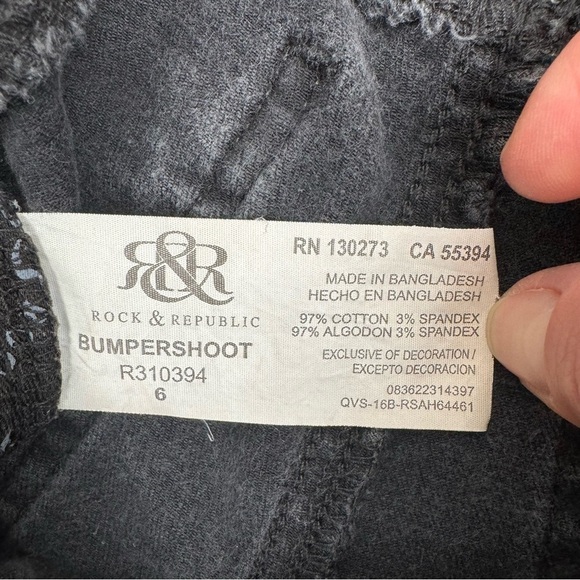 R&R
ROCK & REPUBLIC
BUMPERSHOOT
R310394
6
RN 130273 CA 55394
MADE IN BANGLADESH
HECHO EN BANGLADESH
97% COTTON 3% SPANDEX
97% ALGODON 3% SPANDEX
EXCLUSIVE OF DECORATION/
EXCEPTO DECORACION
083622314397
QVS-16B-RSAH64461